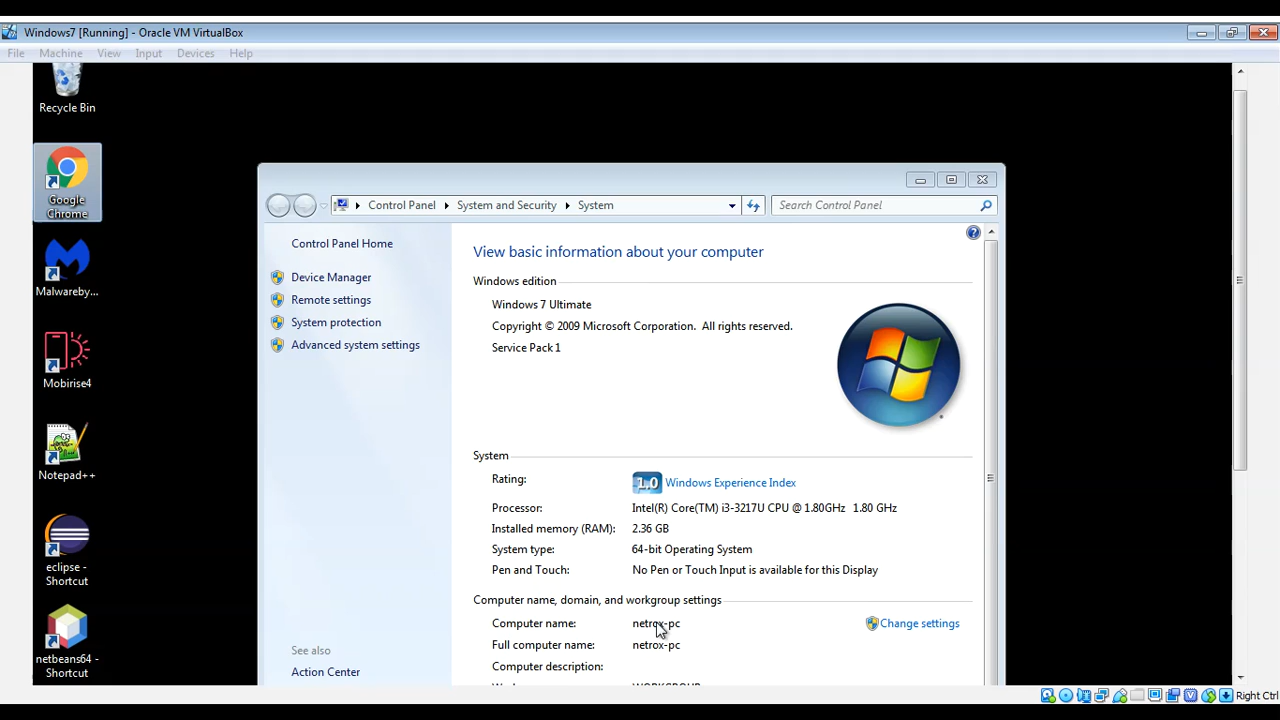 Windows7 [Running] - Oracle VM VirtualBox
File Machine View Input Devices Help
Recycle Bin
Google
Chrome
Malwareby...
Mobirise4
Notepad++
eclipse -
Shortcut
netbeans64 -
Shortcut
Control Panel System and Security System
Search Control Panel
Control Panel Home
Device Manager
Remote settings
System protection
Advanced system settings
See also
Action Center
View basic information about your computer
Windows edition
Windows 7 Ultimate
Copyright © 2009 Microsoft Corporation. All rights reserved.
Service Pack 1
System
Rating: 1.0 Windows Experience Index
Processor: Intel(R) Core(TM) i3-3217U CPU @ 1.80GHz 1.80 GHz
Installed memory (RAM): 2.36 GB
System type: 64-bit Operating System
Pen and Touch: No Pen or Touch Input is available for this Display
Computer name, domain, and workgroup settings
Computer name: netrox-pc Change settings
Full computer name: netrox-pc
Computer description:
Right Ctrl